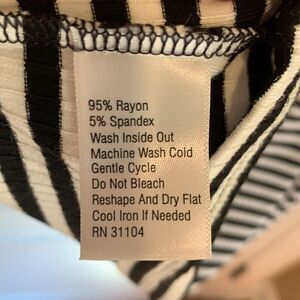 95% Rayon
5% Spandex
Wash Inside Out
Machine Wash Cold
Gentle Cycle
Do Not Bleach
Reshape And Dry Flat
Cool Iron If Needed
RN 31104